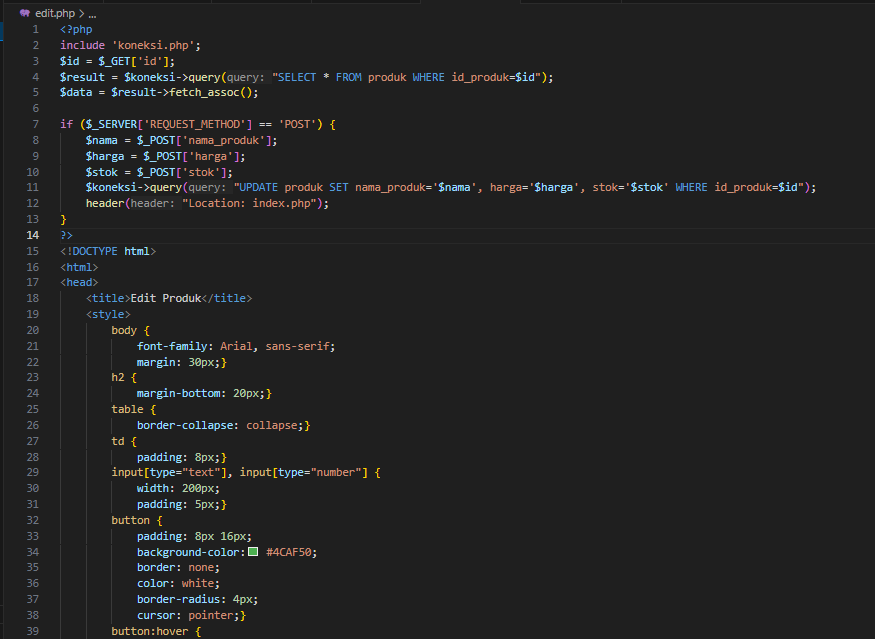 edit.php > ...
1 <?php
2 include 'koneksi.php';
3 $id = $_GET['id'];
4 $result = $koneksi->query(query: "SELECT * FROM produk WHERE id_produk=$id");
5 $data = $result->fetch_assoc();
6
7 if ($_SERVER['REQUEST_METHOD'] == 'POST') {
8     $nama = $_POST['nama_produk'];
9     $harga = $_POST['harga'];
10     $stok = $_POST['stok'];
11     $koneksi->query(query: "UPDATE produk SET nama_produk='$nama', harga='$harga', stok='$stok' WHERE id_produk=$id");
12     header(header: "Location: index.php");
13 }
14 ?>
15 <!DOCTYPE html>
16 <html>
17 <head>
18     <title>Edit Produk</title>
19     <style>
20         body {
21             font-family: Arial, sans-serif;
22             margin: 30px;}
23         h2 {
24             margin-bottom: 20px;}
25         table {
26             border-collapse: collapse;}
27         td {
28             padding: 8px;}
29         input[type="text"], input[type="number"] {
30             width: 200px;
31             padding: 5px;}
32         button {
33             padding: 8px 16px;
34             background-color: #4CAF50;
35             border: none;
36             color: white;
37             border-radius: 4px;
38             cursor: pointer;}
39         button:hover {